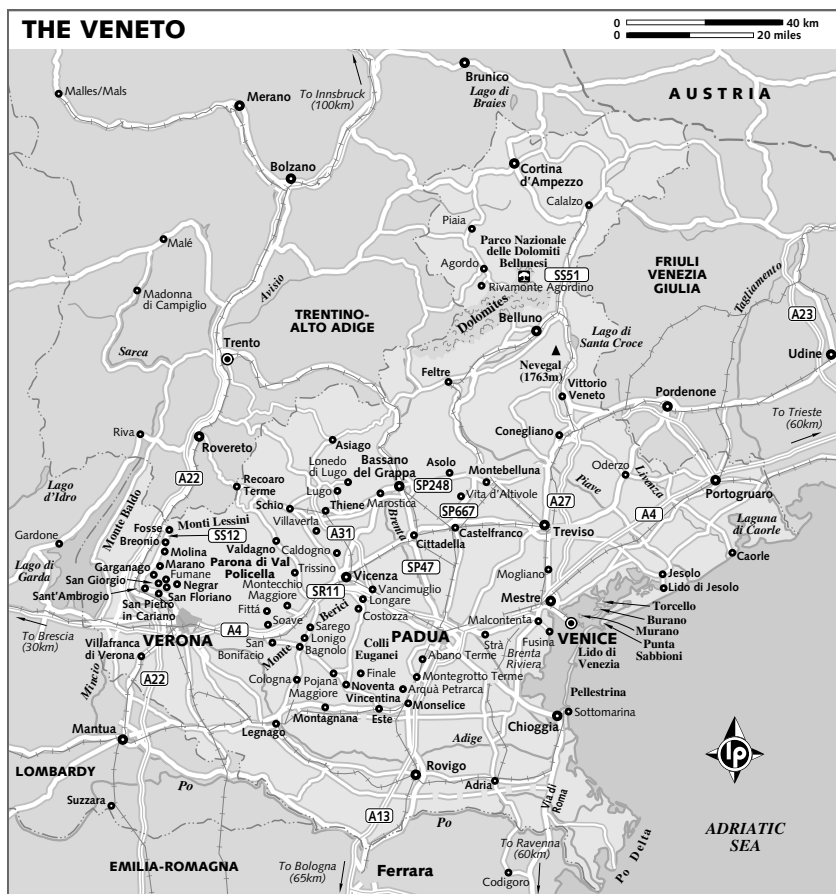 THE VENETO
0 40 km
0 20 miles
Malles/Mals
Merano
To Innsbruck
(100km)
Brunico
Lago di
Braies
AUSTRIA
Bolzano
Cortina
d'Ampezzo
Calalzo
Piaia
Parco Nazionale
delle Dolomiti
Bellunesi
Malé
Agordo
SS51
FRIULI
VENEZIA
GIULIA
Rivamonte Agordino
Madonna
di Campiglio
Avisio
TRENTINO-
ALTO ADIGE
Dolomites
Belluno
Tagliamento
A23
Lago di
Santa Croce
Sarca
Trento
Udine
Nevegal
(1763m)
Feltre
Vittorio
Veneto
Pordenone
To Trieste
(60km)
Riva
Rovereto
Asiago
Conegliano
Lonedo
di Lugo
Bassano
del Grappa
Asolo
Montebelluna
Oderzo
Livenza
Lago
d'Idro
A22
Recoaro
Terme
Lugo
SP248
Vita d'Altivole
Piave
Portogruaro
Monte Baldo
Schio
Thiene
Marostica
SP667
A27
A4
Monti Lessini
Fosse
Villaverla
A31
Brenta
Castelfranco
Treviso
Laguna
di Caorle
Gardone
SS12
Breonio
Valdagno
Caldogno
Cittadella
Molina
Caorle
Garganago
Marano
Parona di Val
Policella
Trissino
SP47
Mogliano
Lago di
Garda
San Giorgio
Fumane
Negrar
Vicenza
Jesolo
Sant'Ambrogio
San Floriano
Montecchio
Maggiore
SR11
Vancimuglio
Lido di Jesolo
San Pietro
in Cariano
Longare
Mestre
Torcello
Fittá
Berici
Costozza
Malcontenta
Burano
Soave
Sarego
VENICE
Murano
To Brescia
(30km)
VERONA
A4
Lonigo
Colli
Euganei
PADUA
Fusina
Punta
Sabbioni
Strà
Villafranca
di Verona
San
Bonifacio
Monte
Bagnolo
Abano Terme
Brenta
Riviera
Lido di
Venezia
Mincio
A22
Cologna
Pojana
Maggiore
Finale
Montegrotto Terme
Noventa
Vincentina
Arquà Petrarca
Pellestrina
Montagnana
Este
Monselice
Chioggia
Sottomarina
Mantua
Legnago
Adige
LOMBARDY
Rovigo
lp
Adria
Via di
Roma
Suzzara
Po
A13
Po
ADRIATIC
SEA
EMILIA-ROMAGNA
To Bologna
(65km)
Ferrara
To Ravenna
(60km)
Codigoro
Po Delta